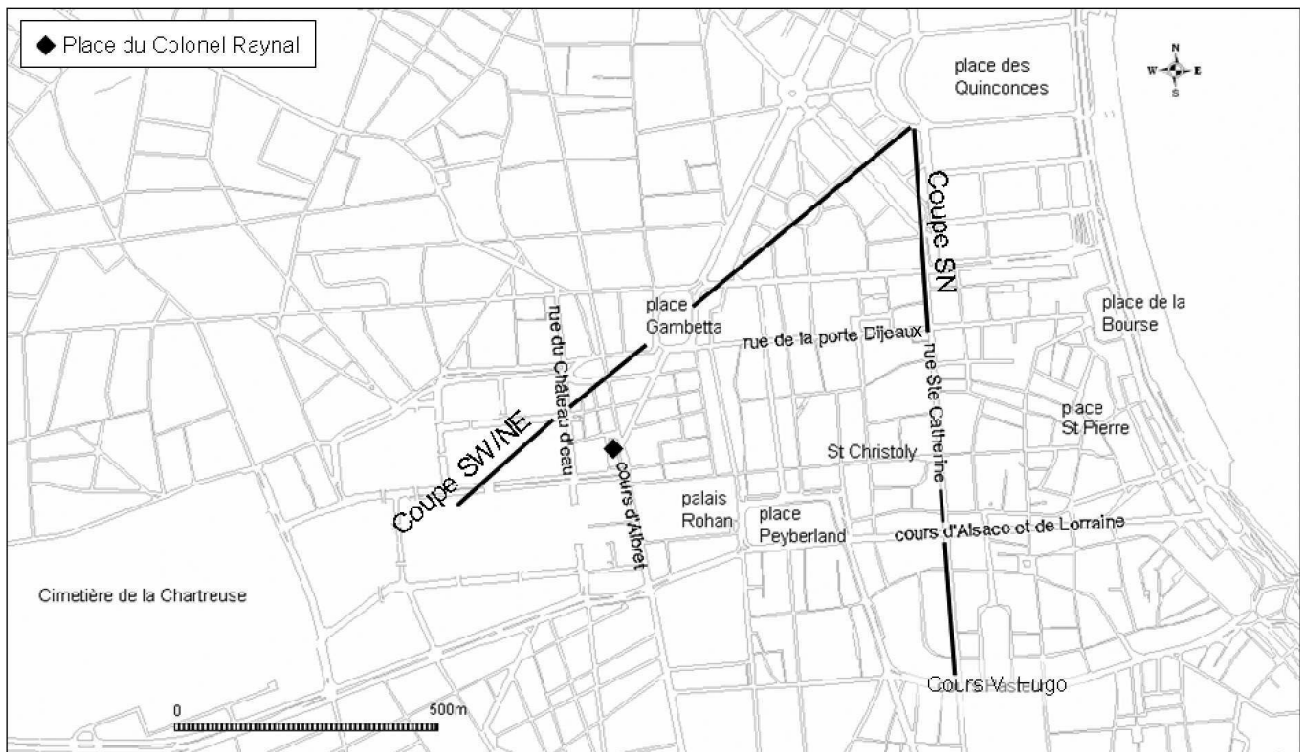 Place du Colonel Raynal
place des
Quinconces
N
W E
S
Coupe SN
place
Gambetta
place de la
Bourse
rue de la porte Dijeaux
rue du Château d'eau
rue Ste Catherine
place
St Pierre
Coupe SW/NE
St Christoly
cours d'Albret
palais
Rohan
place
Peyberland
cours d'Alsace et de Lorraine
Cimetière de la Chartreuse
Cours V. Hugo
0 500m